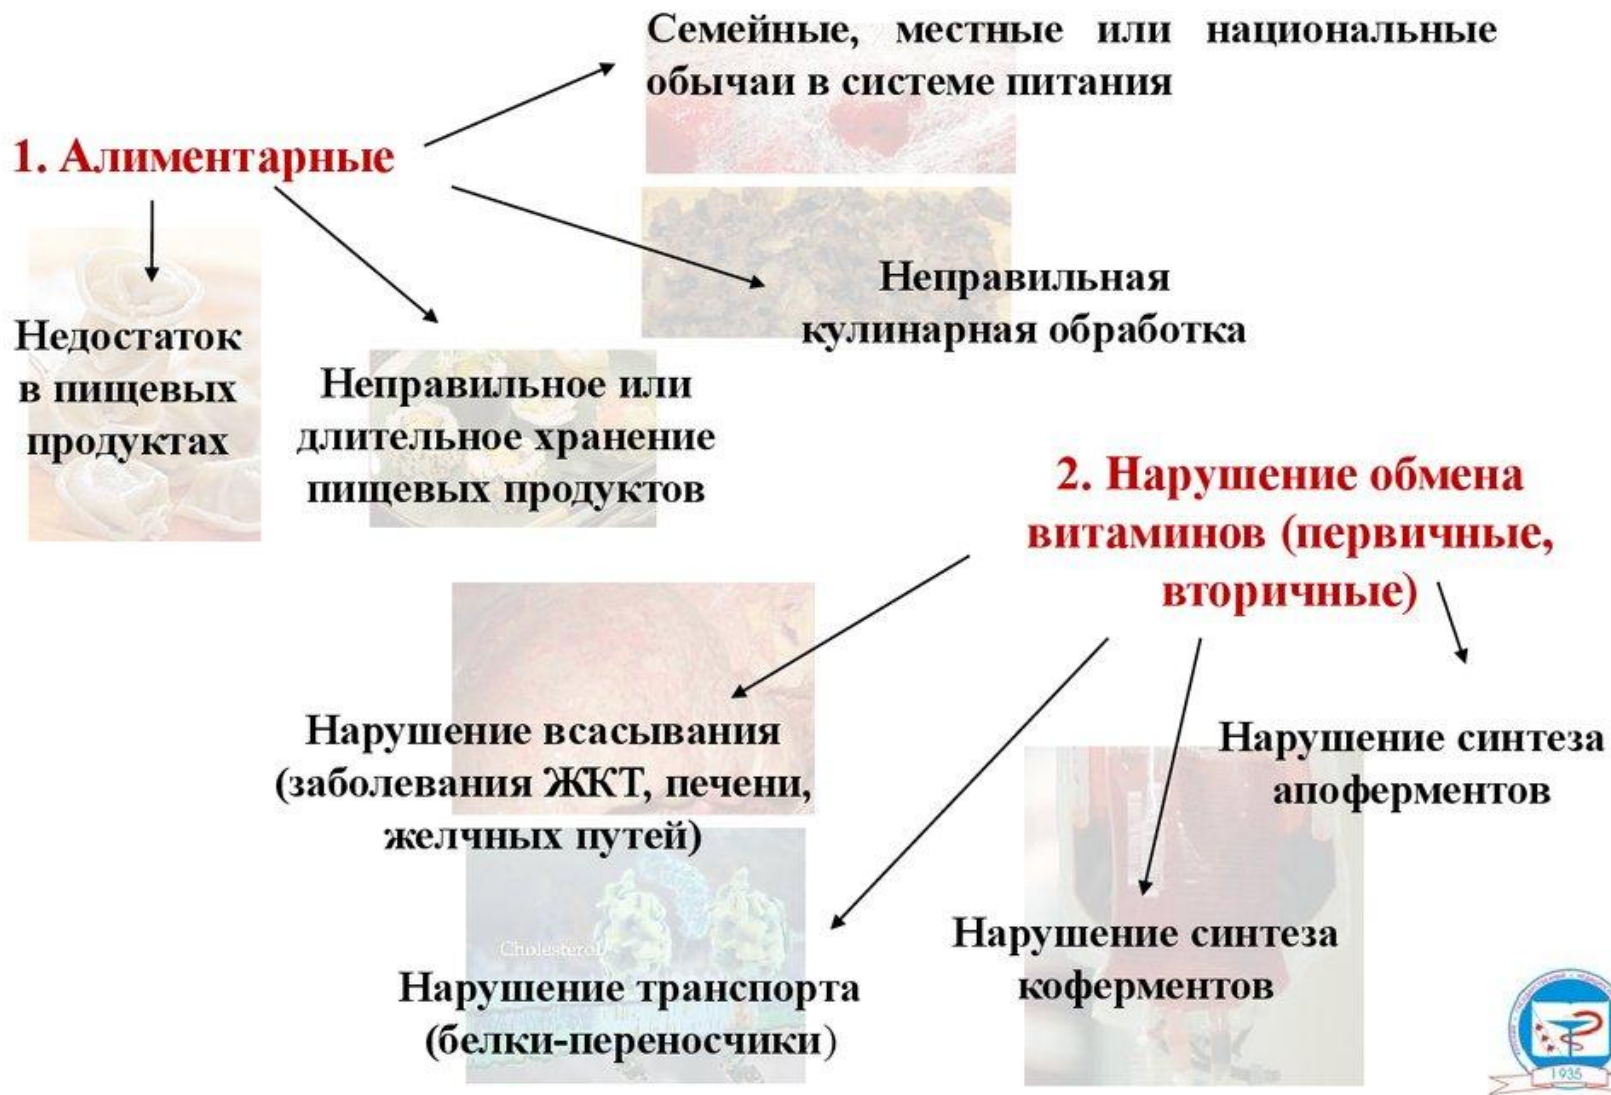 Семейные, местные или национальные
обычаи в системе питания
1. Алиментарные
Неправильная
кулинарная обработка
Недостаток
в пищевых
продуктах
Неправильное или
длительное хранение
пищевых продуктов
2. Нарушение обмена
витаминов (первичные,
вторичные)
Нарушение всасывания
(заболевания ЖКТ, печени,
желчных путей)
Нарушение синтеза
апоферментов
Cholesterol
Нарушение транспорта
(белки-переносчики)
Нарушение синтеза
коферментов
1935